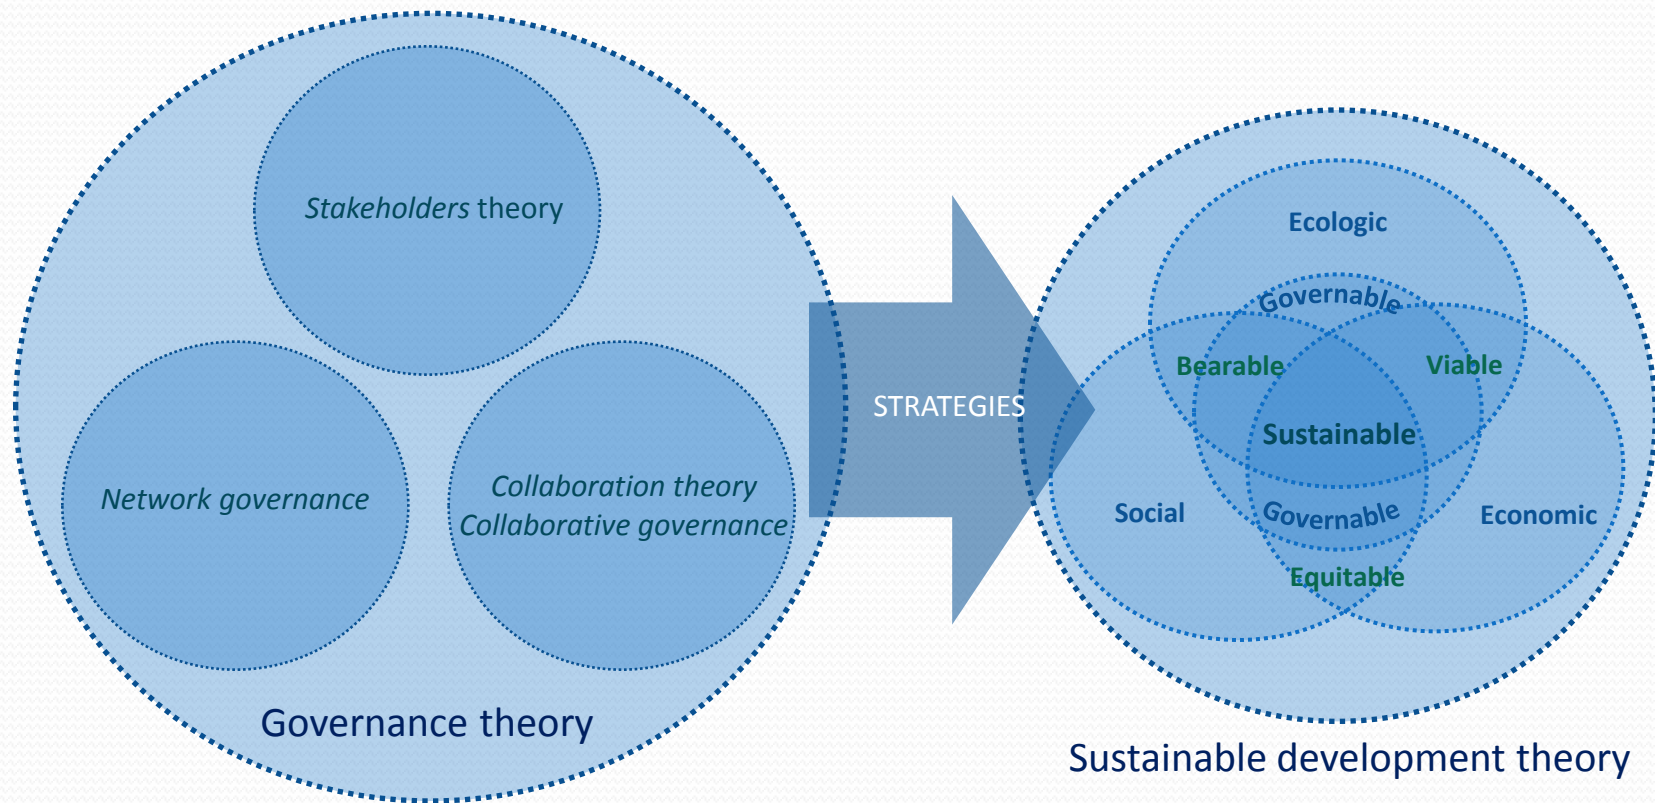 Stakeholders theory
Network governance
Collaboration theory
Collaborative governance
Governance theory
STRATEGIES
Ecologic
Governable
Bearable
Viable
Sustainable
Social
Governable
Economic
Equitable
Sustainable development theory